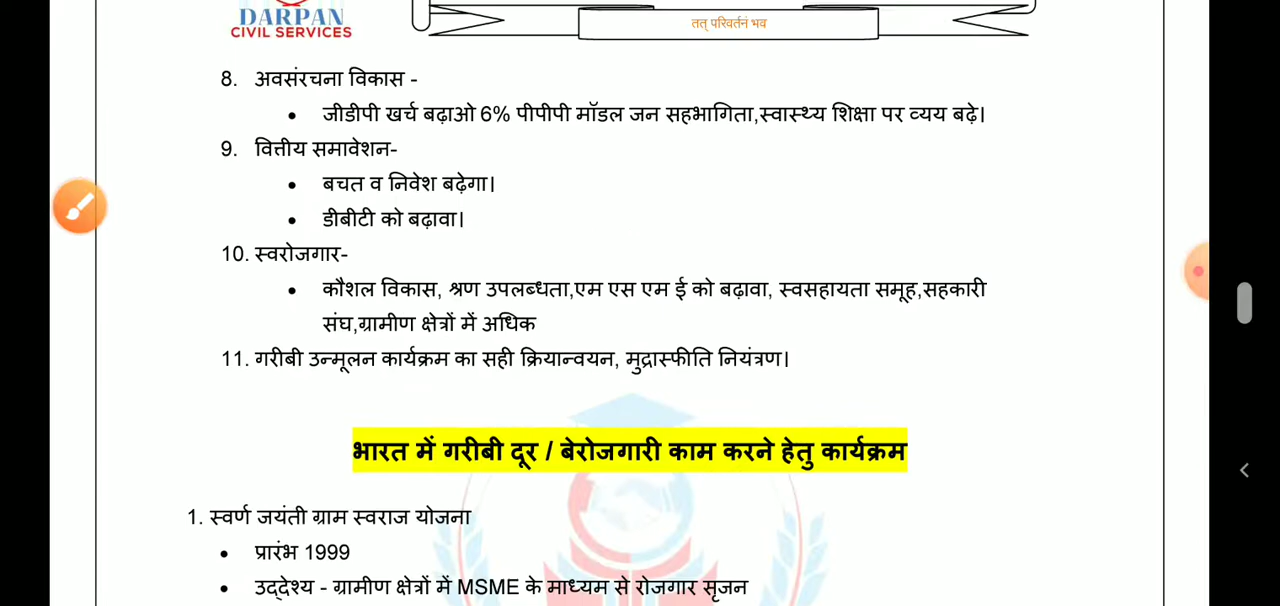 DARPAN
CIVIL SERVICES
तत् परिवर्तनं भव
8. अवसंरचना विकास -
• जीडीपी खर्च बढ़ाओ 6% पीपीपी मॉडल जन सहभागिता,स्वास्थ्य शिक्षा पर व्यय बढ़े।
9. वित्तीय समावेशन-
• बचत व निवेश बढ़ेगा।
• डीबीटी को बढ़ावा।
10. स्वरोजगार-
• कौशल विकास, श्रण उपलब्धता,एम एस एम ई को बढ़ावा, स्वसहायता समूह,सहकारी
संघ,ग्रामीण क्षेत्रों में अधिक
11. गरीबी उन्मूलन कार्यक्रम का सही क्रियान्वयन, मुद्रास्फीति नियंत्रण।
भारत में गरीबी दूर / बेरोजगारी काम करने हेतु कार्यक्रम
1. स्वर्ण जयंती ग्राम स्वराज योजना
• प्रारंभ 1999
• उद्देश्य - ग्रामीण क्षेत्रों में MSME के माध्यम से रोजगार सृजन